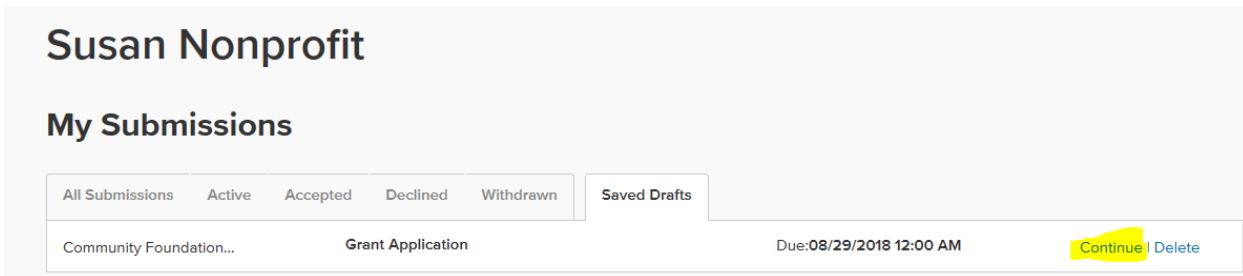 Susan Nonprofit
My Submissions
All Submissions Active Accepted Declined Withdrawn Saved Drafts
Community Foundation... Grant Application Due:08/29/2018 12:00 AM Continue | Delete